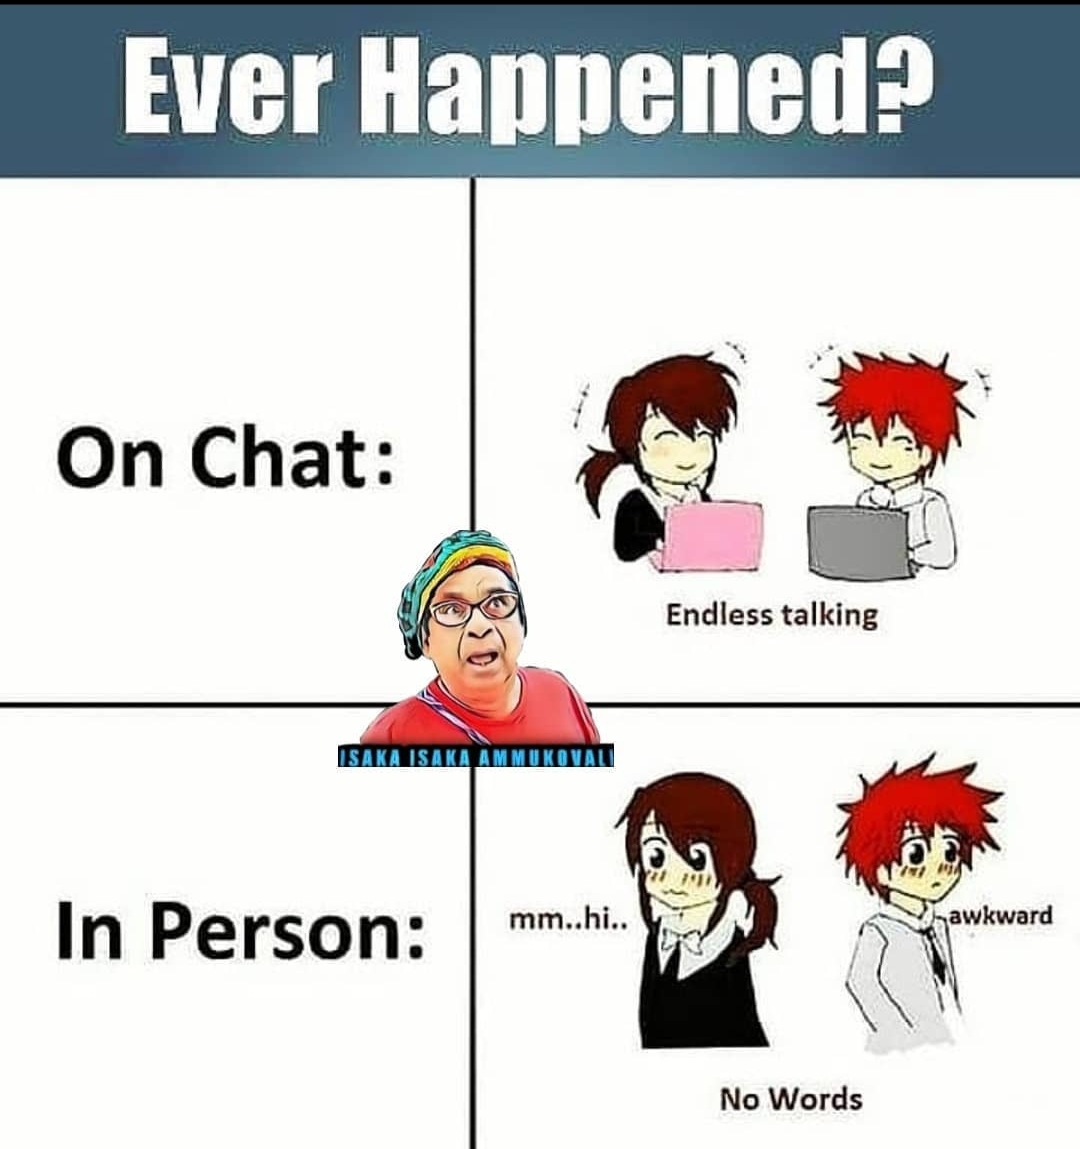 Ever Happened?
On Chat:
Endless talking
ISAKA ISAKA AMMUKOVALI
In Person:
mm..hi..
awkward
No Words